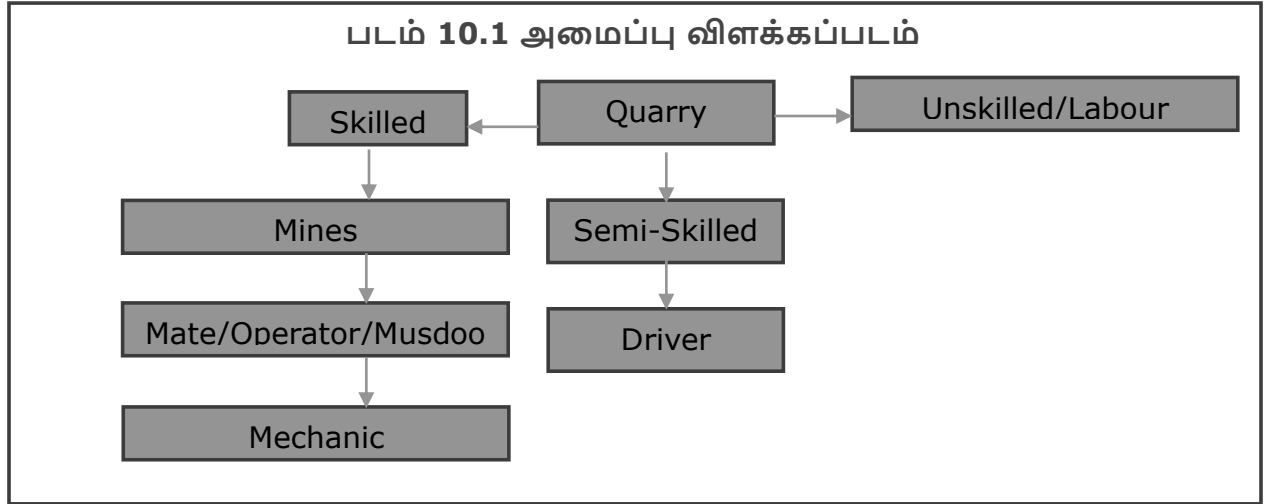 படம் 10.1 அமைப்பு விளக்கப்படம்
Skilled
Quarry
Unskilled/Labour
Mines
Semi-Skilled
Mate/Operator/Musdoo
Driver
Mechanic